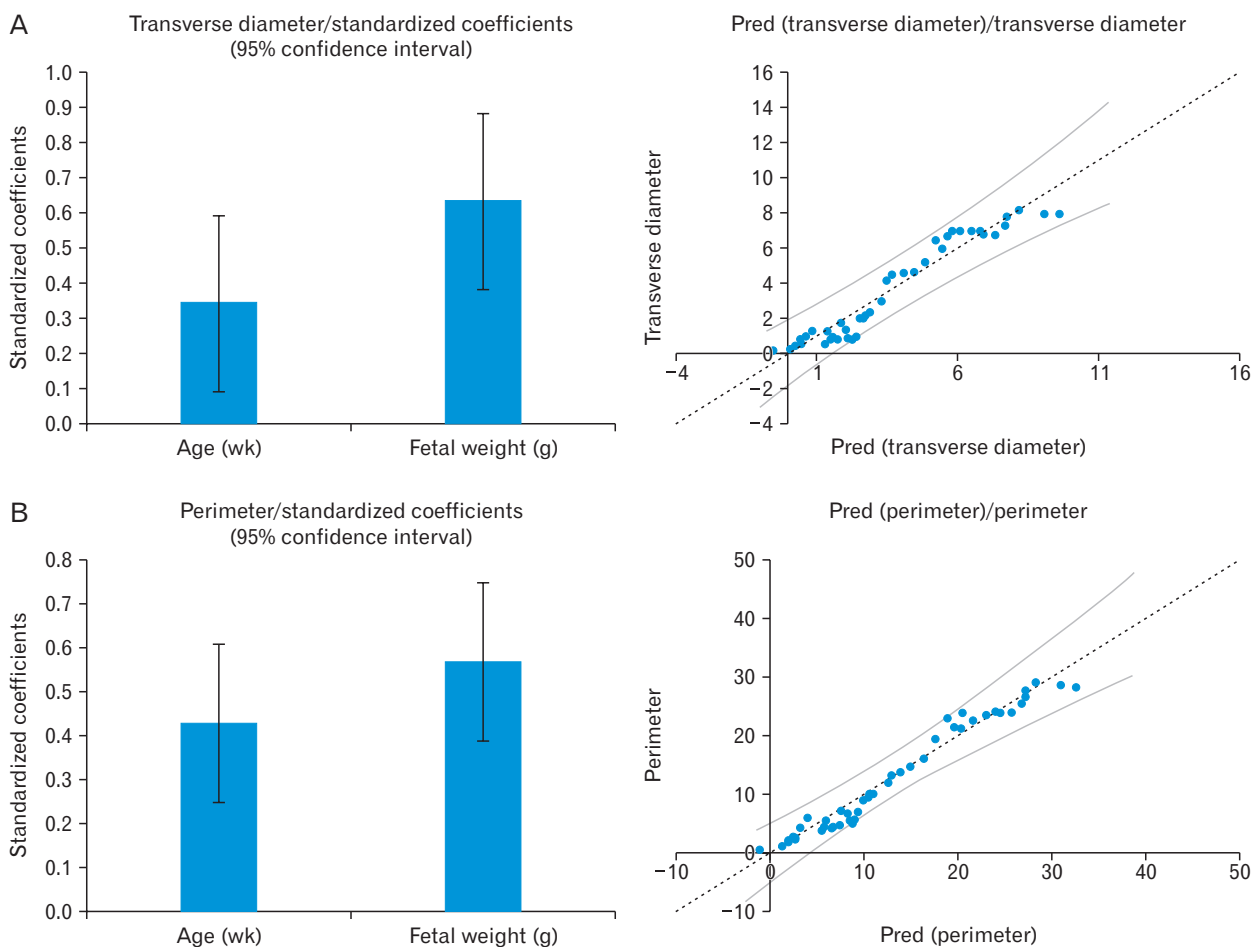 A
Transverse diameter/standardized coefficients
(95% confidence interval)
Standardized coefficients
1.0
0.9
0.8
0.7
0.6
0.5
0.4
0.3
0.2
0.1
0.0
Age (wk)
Fetal weight (g)
Pred (transverse diameter)/transverse diameter
Transverse diameter
16
14
12
10
8
6
4
2
0
−2
−4
−4
1
6
11
16
Pred (transverse diameter)
B
Perimeter/standardized coefficients
(95% confidence interval)
Standardized coefficients
0.8
0.7
0.6
0.5
0.4
0.3
0.2
0.1
0.0
Age (wk)
Fetal weight (g)
Pred (perimeter)/perimeter
Perimeter
50
40
30
20
10
0
−10
−10
0
10
20
30
40
50
Pred (perimeter)